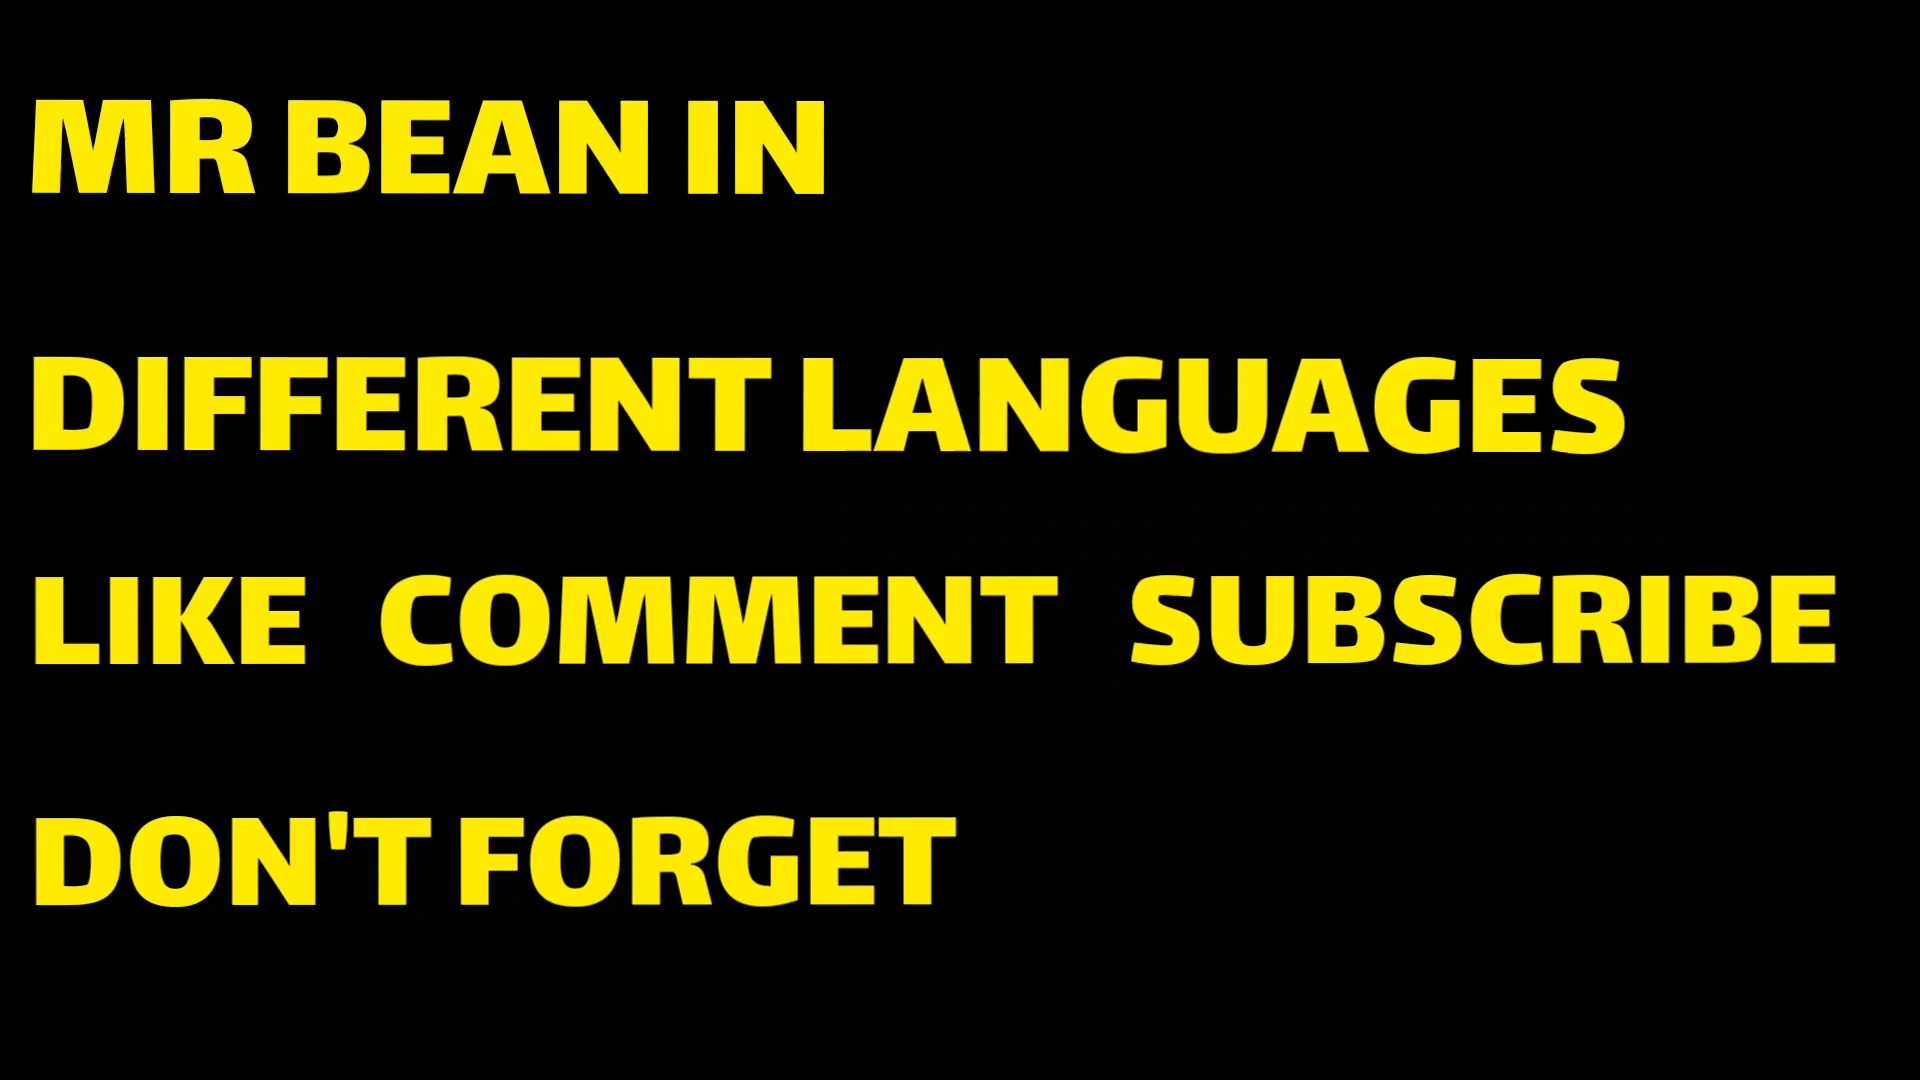 MR BEAN IN
DIFFERENT LANGUAGES
LIKE COMMENT SUBSCRIBE
DON'T FORGET